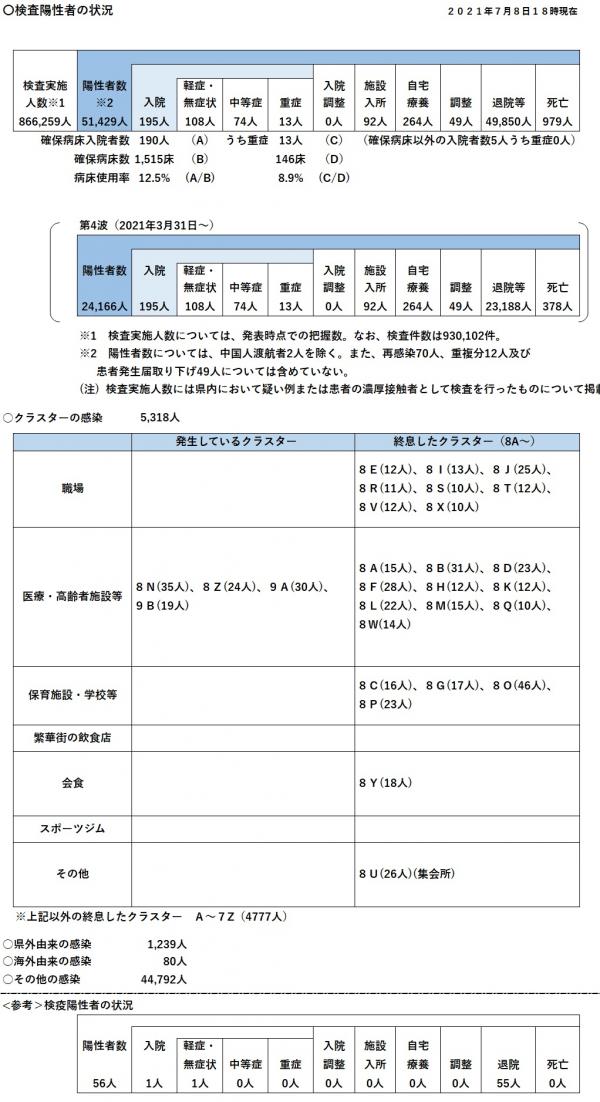 〇検査陽性者の状況
２０２１年７月８日１８時現在
検査実施人数※1 陽性者数※2 入院 軽症・無症状 中等症 重症 入院調整 施設入所 自宅療養 調整 退院等 死亡
866,259人 51,429人 195人 108人 74人 13人 0人 92人 264人 49人 49,850人 979人
確保病床入院者数 190人 （A） うち重症 13人 （C） （確保病床以外の入院者数5人うち重症0人）
確保病床数 1,515床 （B） 146床 （D）
病床使用率 12.5% （A/B） 8.9% （C/D）
第4波（2021年3月31日～）
陽性者数 入院 軽症・無症状 中等症 重症 入院調整 施設入所 自宅療養 調整 退院等 死亡
24,166人 195人 108人 74人 13人 0人 92人 264人 49人 23,188人 378人
※1　検査実施人数については、発表時点での把握数。なお、検査件数は930,102件。
※2　陽性者数については、中国人渡航者2人を除く。また、再感染70人、重複分12人及び
患者発生届取り下げ49人については含めていない。
（注）検査実施人数には県内において疑い例または患者の濃厚接触者として検査を行ったものについて掲載
○クラスターの感染 5,318人
発生しているクラスター 終息したクラスター（8A～）
職場
８Ｅ(12人)、８Ｉ(13人)、８Ｊ(25人)、
８Ｒ(11人)、８Ｓ(10人)、８Ｔ(12人)、
８Ｖ(12人)、８Ｘ(10人)
医療・高齢者施設等
８Ｎ(35人)、８Ｚ(24人)、９Ａ(30人)、
９Ｂ(19人)
８Ａ(15人)、８Ｂ(31人)、８Ｄ(23人)、
８Ｆ(28人)、８Ｈ(12人)、８Ｋ(12人)、
８Ｌ(22人)、８Ｍ(15人)、８Ｑ(10人)、
８Ｗ(14人)
保育施設・学校等
８Ｃ(16人)、８Ｇ(17人)、８Ｏ(46人)、
８Ｐ(23人)
繁華街の飲食店
会食
８Ｙ(18人)
スポーツジム
その他
８Ｕ(26人)(集会所)
※上記以外の終息したクラスター　Ａ～７Ｚ（4777人）
○県外由来の感染 1,239人
○海外由来の感染 80人
○その他の感染 44,792人
<参考>検疫陽性者の状況
陽性者数 入院 軽症・無症状 中等症 重症 入院調整 施設入所 自宅療養 調整 退院 死亡
56人 1人 1人 0人 0人 0人 0人 0人 0人 55人 0人